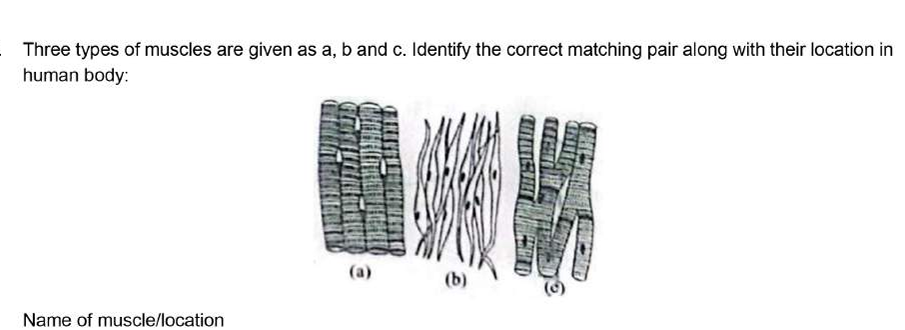 Three types of muscles are given as a, b and c. Identify the correct matching pair along with their location in
human body:
(a)
(b)
(c)
Name of muscle/location